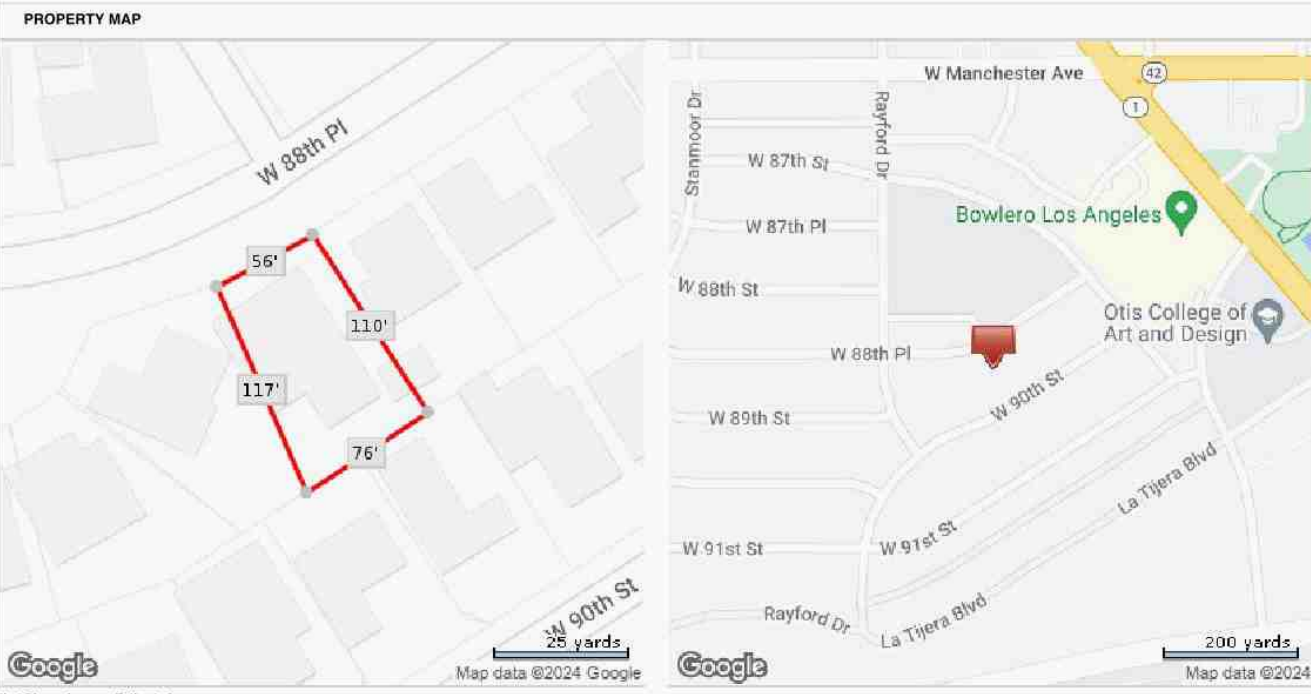 PROPERTY MAP
W 88th Pl
56'
110'
117'
76'
W 90th St
25 yards
Google
Map data ©2024 Google
W Manchester Ave
42
1
Stanmoor Dr
Rayford Dr
W 87th St
Bowlero Los Angeles
W 87th Pl
W 88th St
Otis College of
Art and Design
W 88th Pl
W 90th St
W 89th St
La Tijera Blvd
W 91st St
W 91st St
Rayford Dr
La Tijera Blvd
200 yards
Google
Map data ©2024